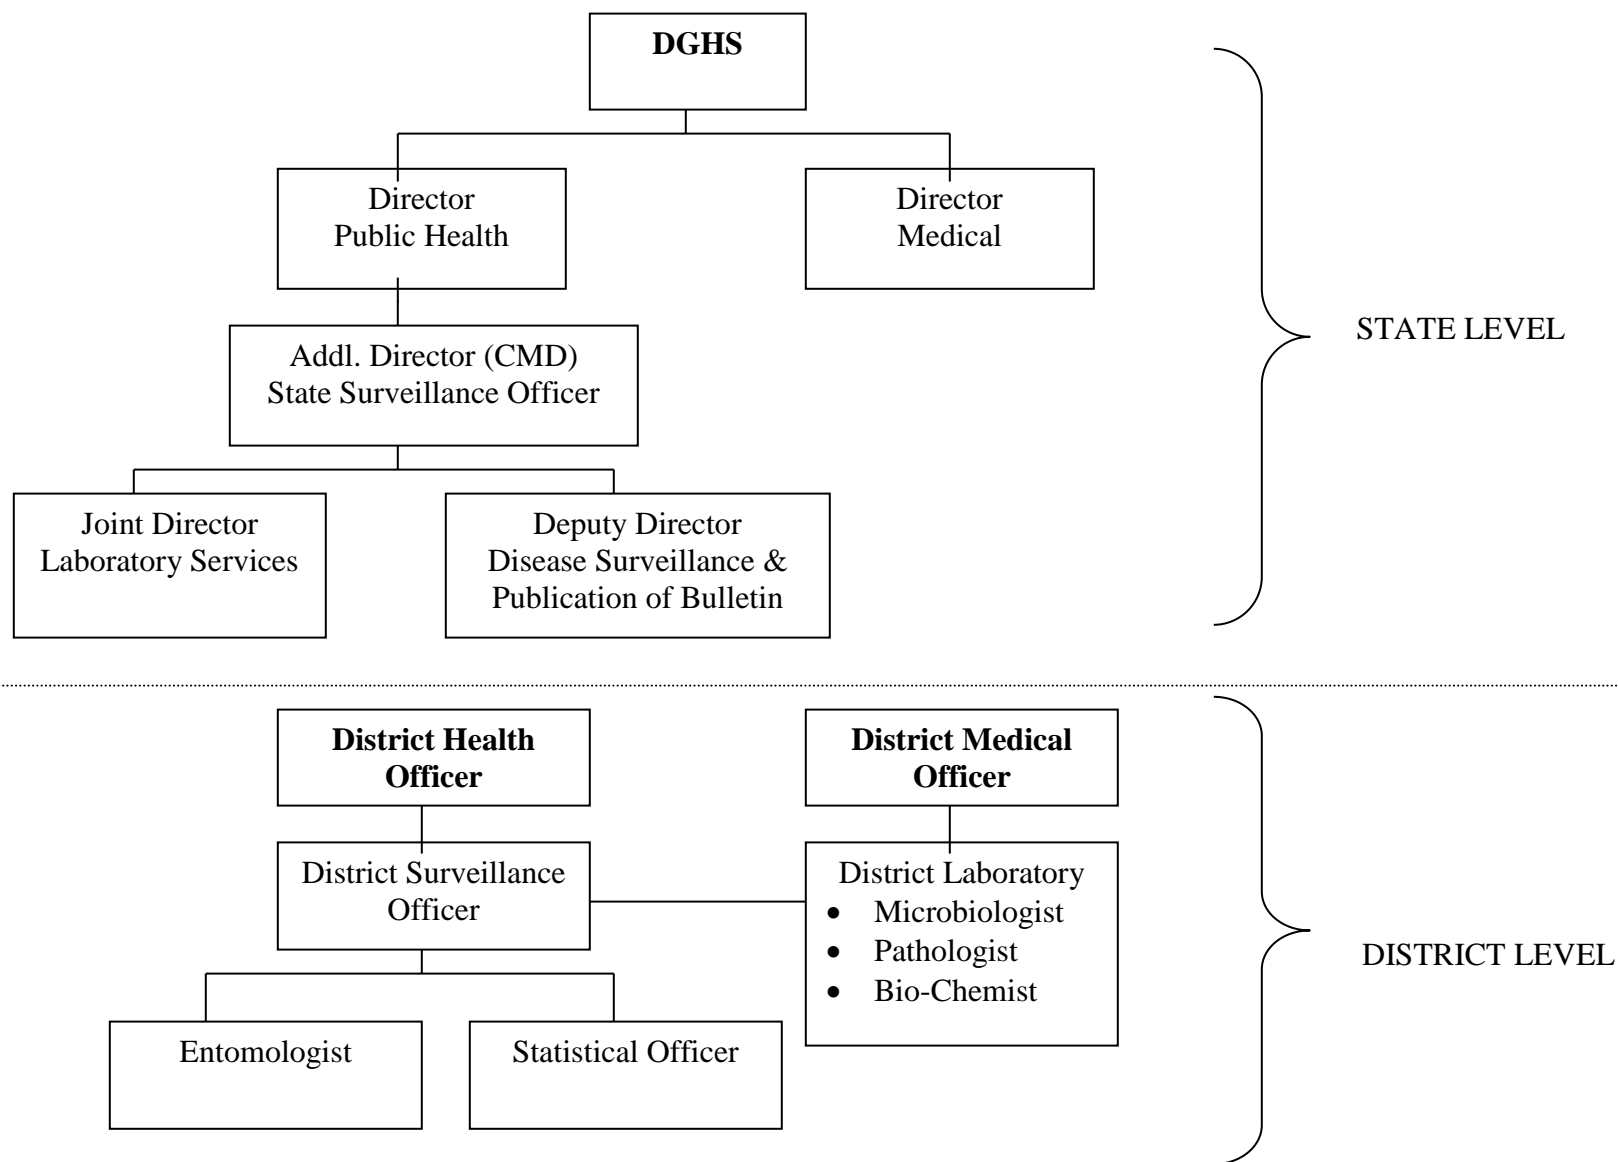 DGHS
Director
Public Health
Director
Medical
Addl. Director (CMD)
State Surveillance Officer
Joint Director
Laboratory Services
Deputy Director
Disease Surveillance &
Publication of Bulletin
STATE LEVEL
District Health
Officer
District Medical
Officer
District Surveillance
Officer
District Laboratory
• Microbiologist
• Pathologist
• Bio-Chemist
Entomologist
Statistical Officer
DISTRICT LEVEL